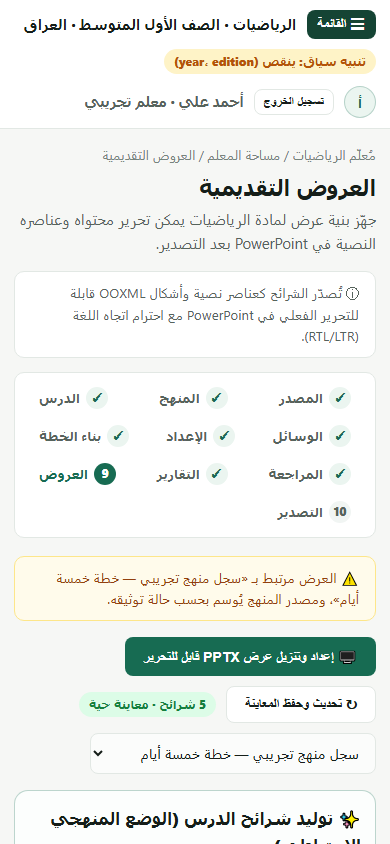 القائمة
الرياضيات · الصف الأول المتوسط · العراق
تنبيه سياق: ينقص (year، edition)
أ
تسجيل الخروج
أحمد علي · معلم تجريبي
مُعلّم الرياضيات / مساحة المعلم / العروض التقديمية
العروض التقديمية
جهّز بنية عرض لمادة الرياضيات يمكن تحرير محتواه وعناصره
النصية في PowerPoint بعد التصدير.
ⓘ تُصدّر الشرائح كعناصر نصية وأشكال OOXML قابلة
للتحرير الفعلي في PowerPoint مع احترام اتجاه اللغة
(RTL/LTR).
✓ المصدر
✓ المنهج
✓ الدرس
✓ الوسائل
✓ الإعداد
✓ بناء الخطة
✓ المراجعة
✓ التقارير
9 العروض
10 التصدير
⚠️ العرض مرتبط بـ «سجل منهج تجريبي — خطة خمسة
أيام»، ومصدر المنهج يُوسم بحسب حالة توثيقه.
إعداد وتنزيل عرض PPTX قابل للتحرير
↻ تحديث وحفظ المعاينة
5 شرائح · معاينة حية
سجل منهج تجريبي — خطة خمسة أيام
✨ توليد شرائح الدرس (الوضع المنهجي